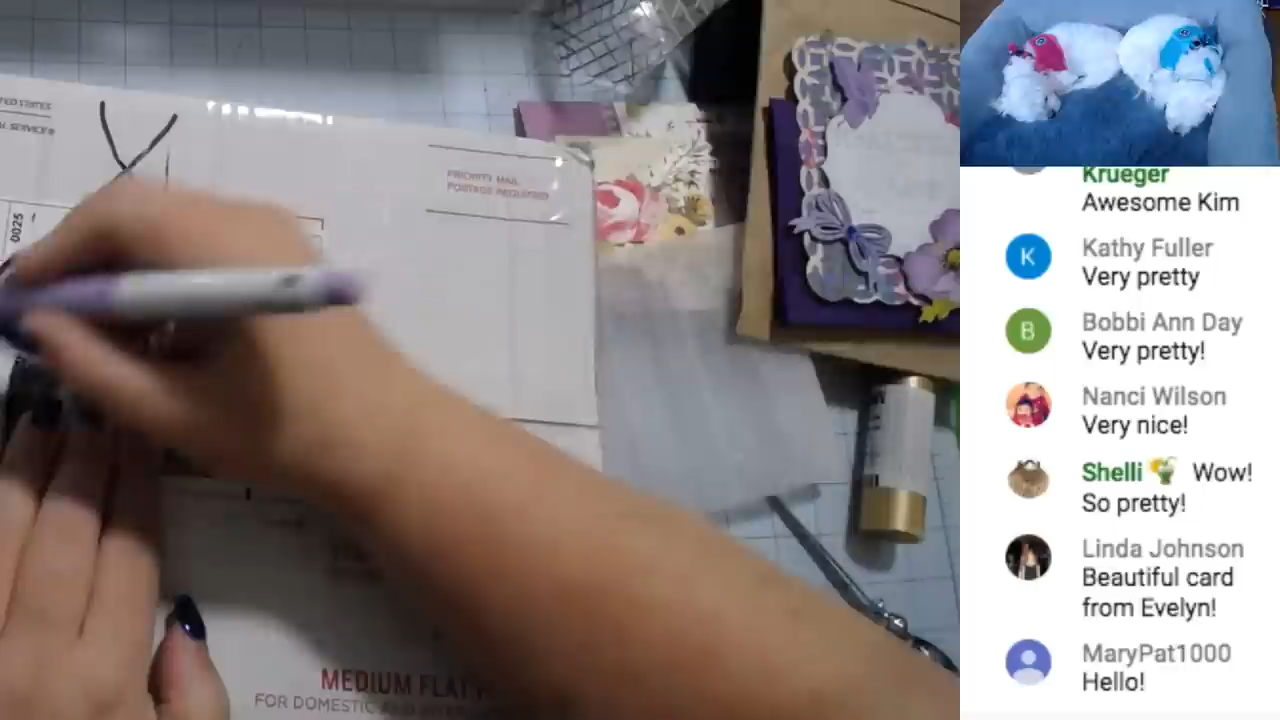 TED STATES
AL SERVICE®
0025
PRIORITY MAIL
POSTAGE REQUIRED
MEDIUM FLAT
FOR DOMESTIC AND
Krueger
Awesome Kim
K
Kathy Fuller
Very pretty
B
Bobbi Ann Day
Very pretty!
Nanci Wilson
Very nice!
Shelli Wow!
So pretty!
Linda Johnson
Beautiful card
from Evelyn!
MaryPat1000
Hello!